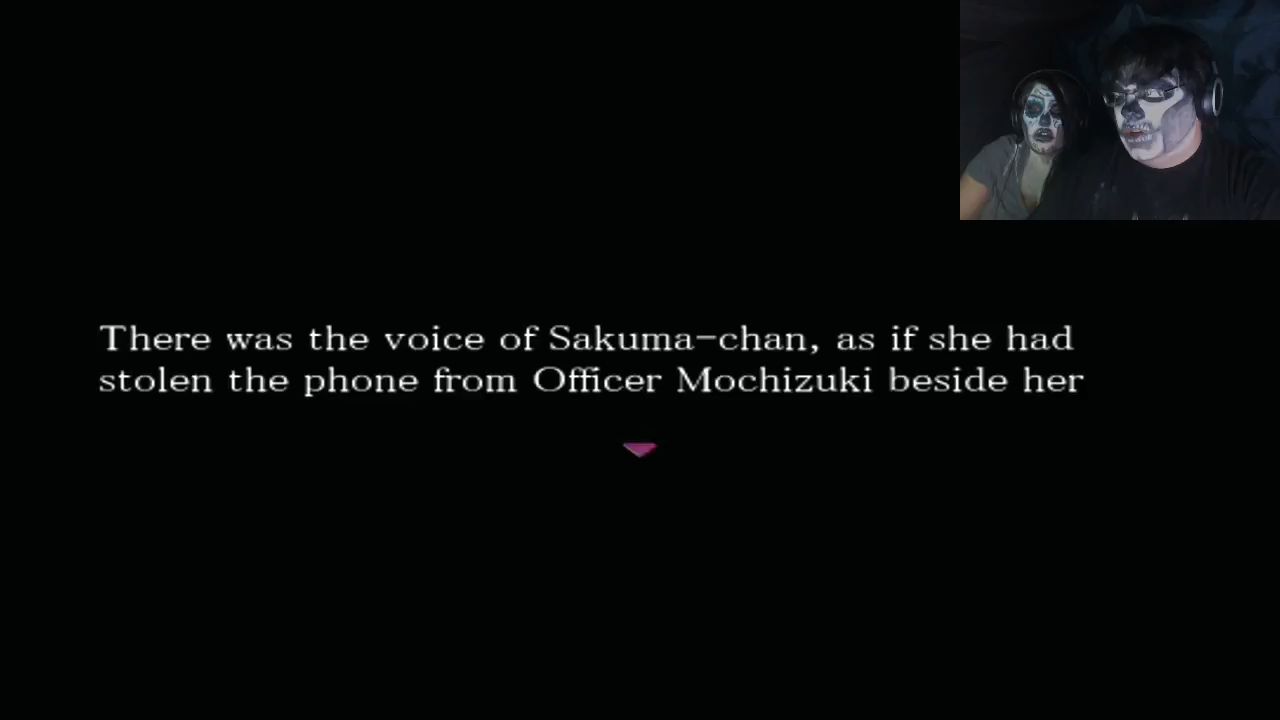 There was the voice of Sakuma-chan, as if she had
stolen the phone from Officer Mochizuki beside her